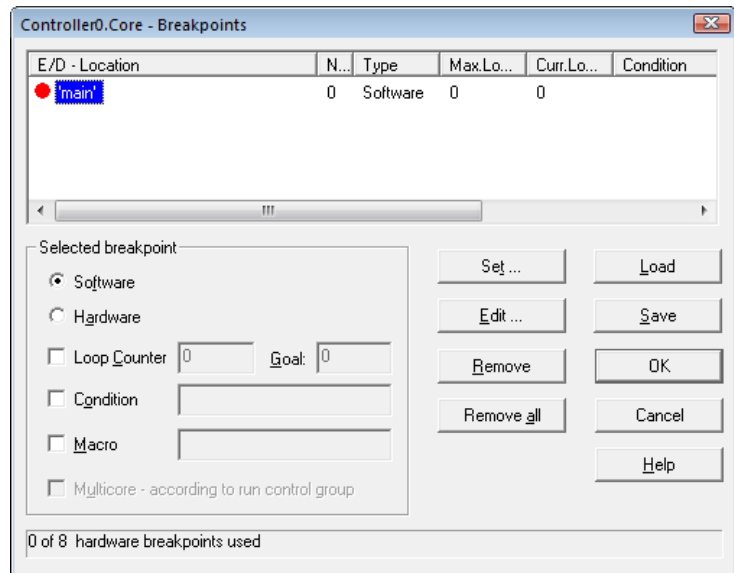 Controller0.Core - Breakpoints
E/D - Location N... Type Max.Lo... Curr.Lo... Condition
'main' 0 Software 0 0
Selected breakpoint
Software
Hardware
Loop Counter 0 Goal: 0
Condition
Macro
Multicore - according to run control group
Set ... Load
Edit ... Save
Remove OK
Remove all Cancel
Help
0 of 8 hardware breakpoints used